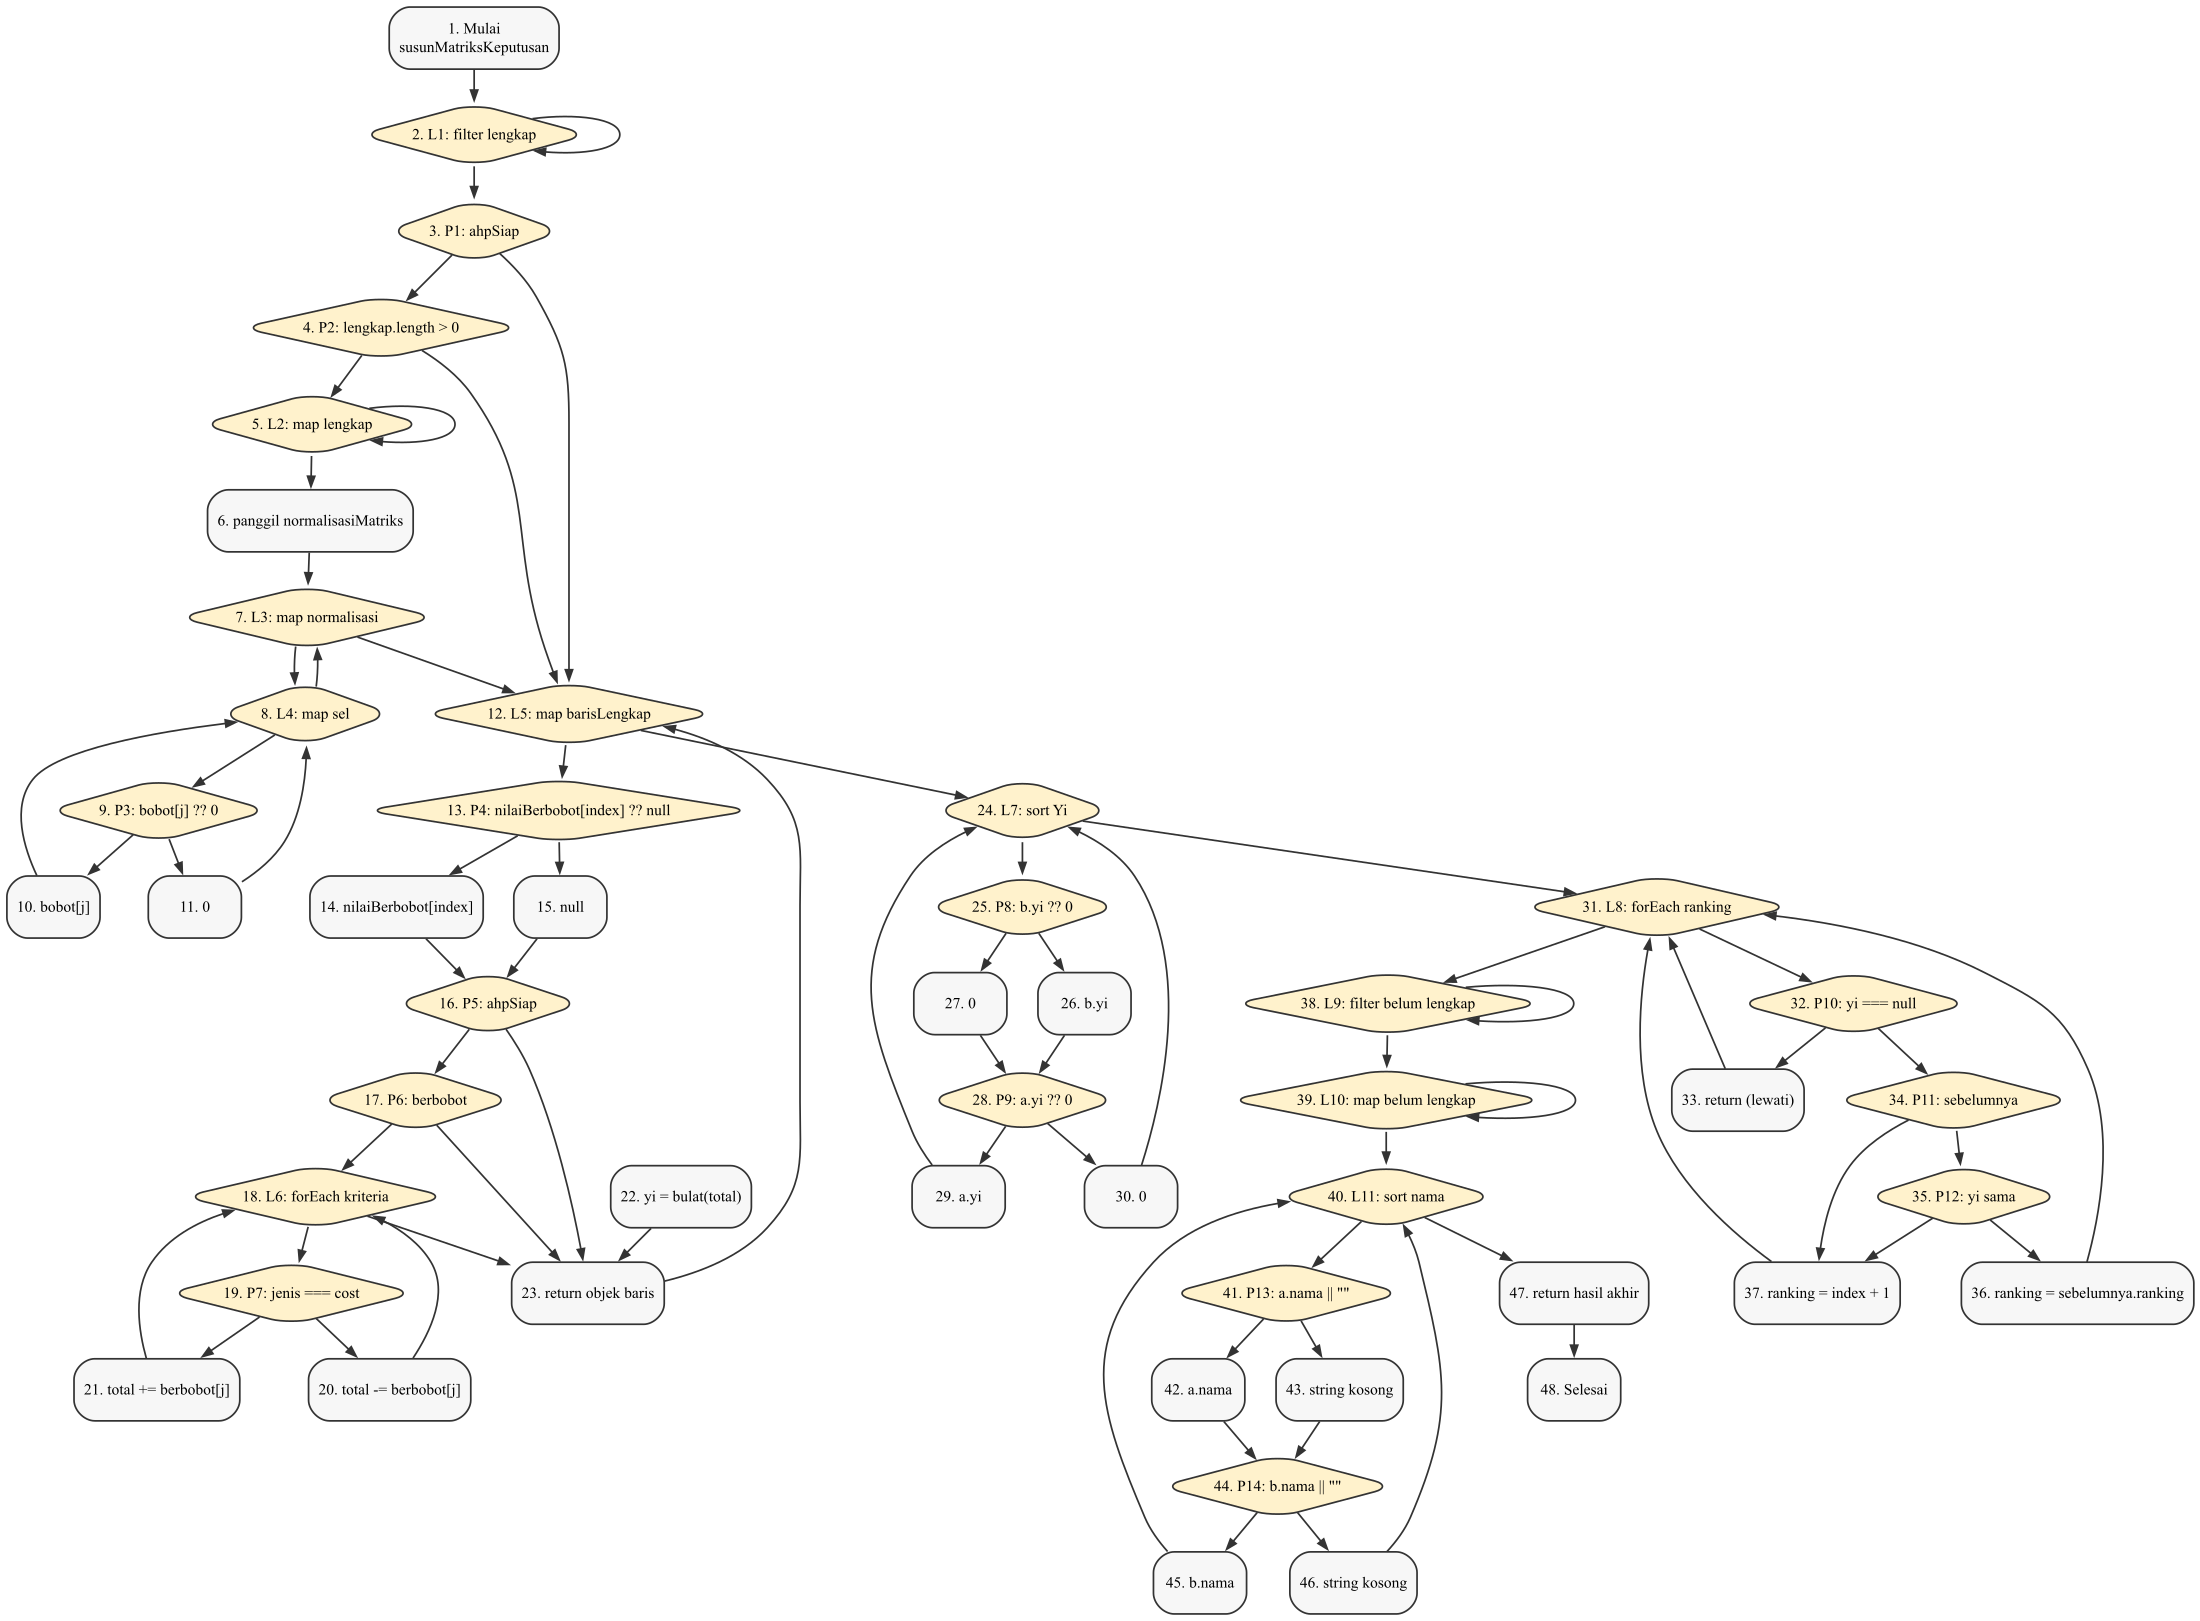 1. Mulai
susunMatriksKeputusan
2. L1: filter lengkap
3. P1: ahpSiap
4. P2: lengkap.length > 0
5. L2: map lengkap
6. panggil normalisasiMatriks
7. L3: map normalisasi
8. L4: map sel
9. P3: bobot[j] ?? 0
10. bobot[j]
11. 0
12. L5: map barisLengkap
13. P4: nilaiBerbobot[index] ?? null
14. nilaiBerbobot[index]
15. null
16. P5: ahpSiap
17. P6: berbobot
18. L6: forEach kriteria
19. P7: jenis === cost
21. total += berbobot[j]
20. total -= berbobot[j]
22. yi = bulat(total)
23. return objek baris
24. L7: sort Yi
25. P8: b.yi ?? 0
27. 0
26. b.yi
28. P9: a.yi ?? 0
29. a.yi
30. 0
31. L8: forEach ranking
32. P10: yi === null
33. return (lewati)
34. P11: sebelumnya
35. P12: yi sama
37. ranking = index + 1
36. ranking = sebelumnya.ranking
38. L9: filter belum lengkap
39. L10: map belum lengkap
40. L11: sort nama
41. P13: a.nama || ""
42. a.nama
43. string kosong
44. P14: b.nama || ""
45. b.nama
46. string kosong
47. return hasil akhir
48. Selesai